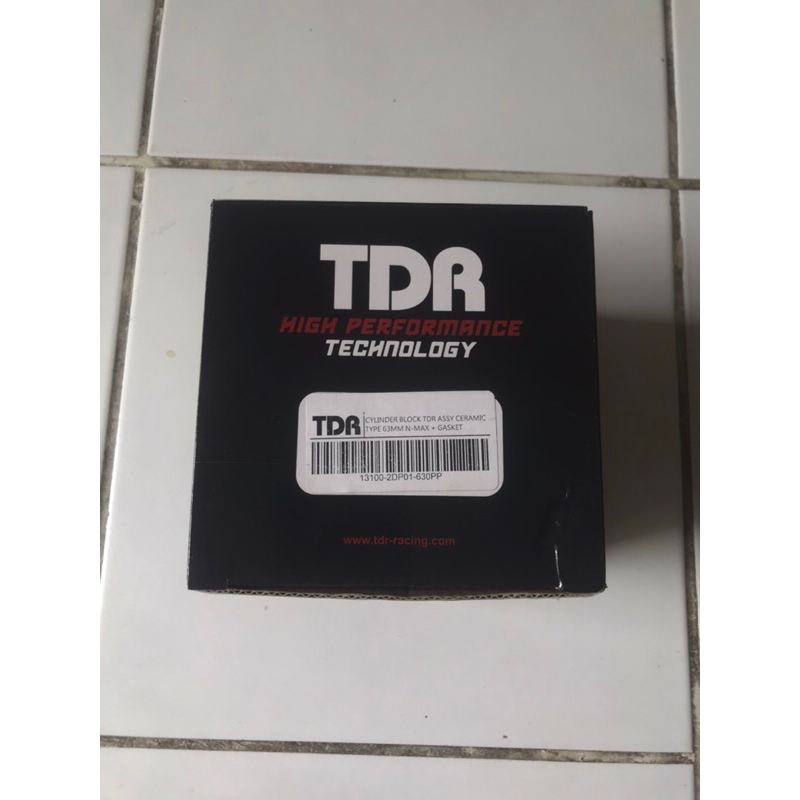 TDR
HIGH PERFORMANCE
TECHNOLOGY
TDR
CYLINDER BLOCK TDR ASSY CERAMIC
TYPE 63MM N-MAX + GASKET
13100-2DP01-630PP
www.tdr-racing.com